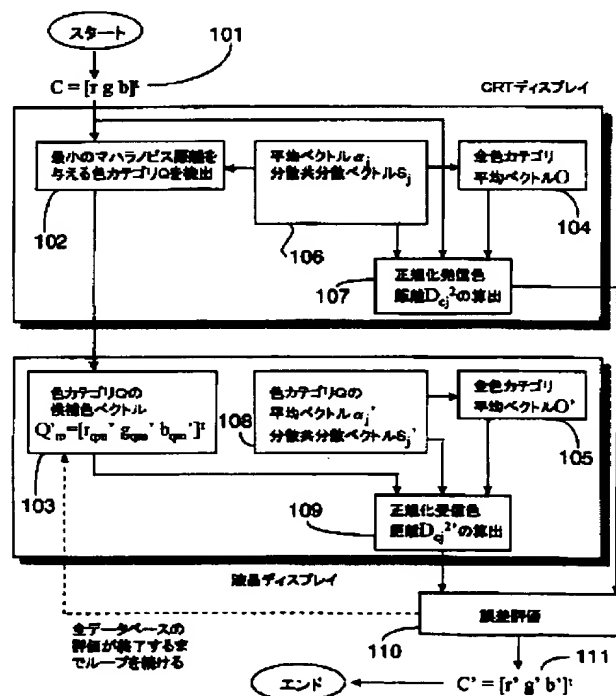 スタート
101
C = [r g b]ᵗ
CRTディスプレイ
最小のマハラノビス距離を
与える色カテゴリQを検出
102
平均ベクトルαj
分散共分散ベクトルSj
106
全色カテゴリ
平均ベクトルO
104
正規化発信色
距離Dcj²の算出
107
色カテゴリQの
候補色ベクトル
103
色カテゴリQの
平均ベクトルαj'
分散共分散ベクトルSj'
108
全色カテゴリ
平均ベクトルO'
105
正規化受信色
距離Dcj²'の算出
109
液晶ディスプレイ
全データベースの
評価が終了するま
でループを続ける
誤差評価
110
111
C' = [r' g' b']ᵗ
エンド